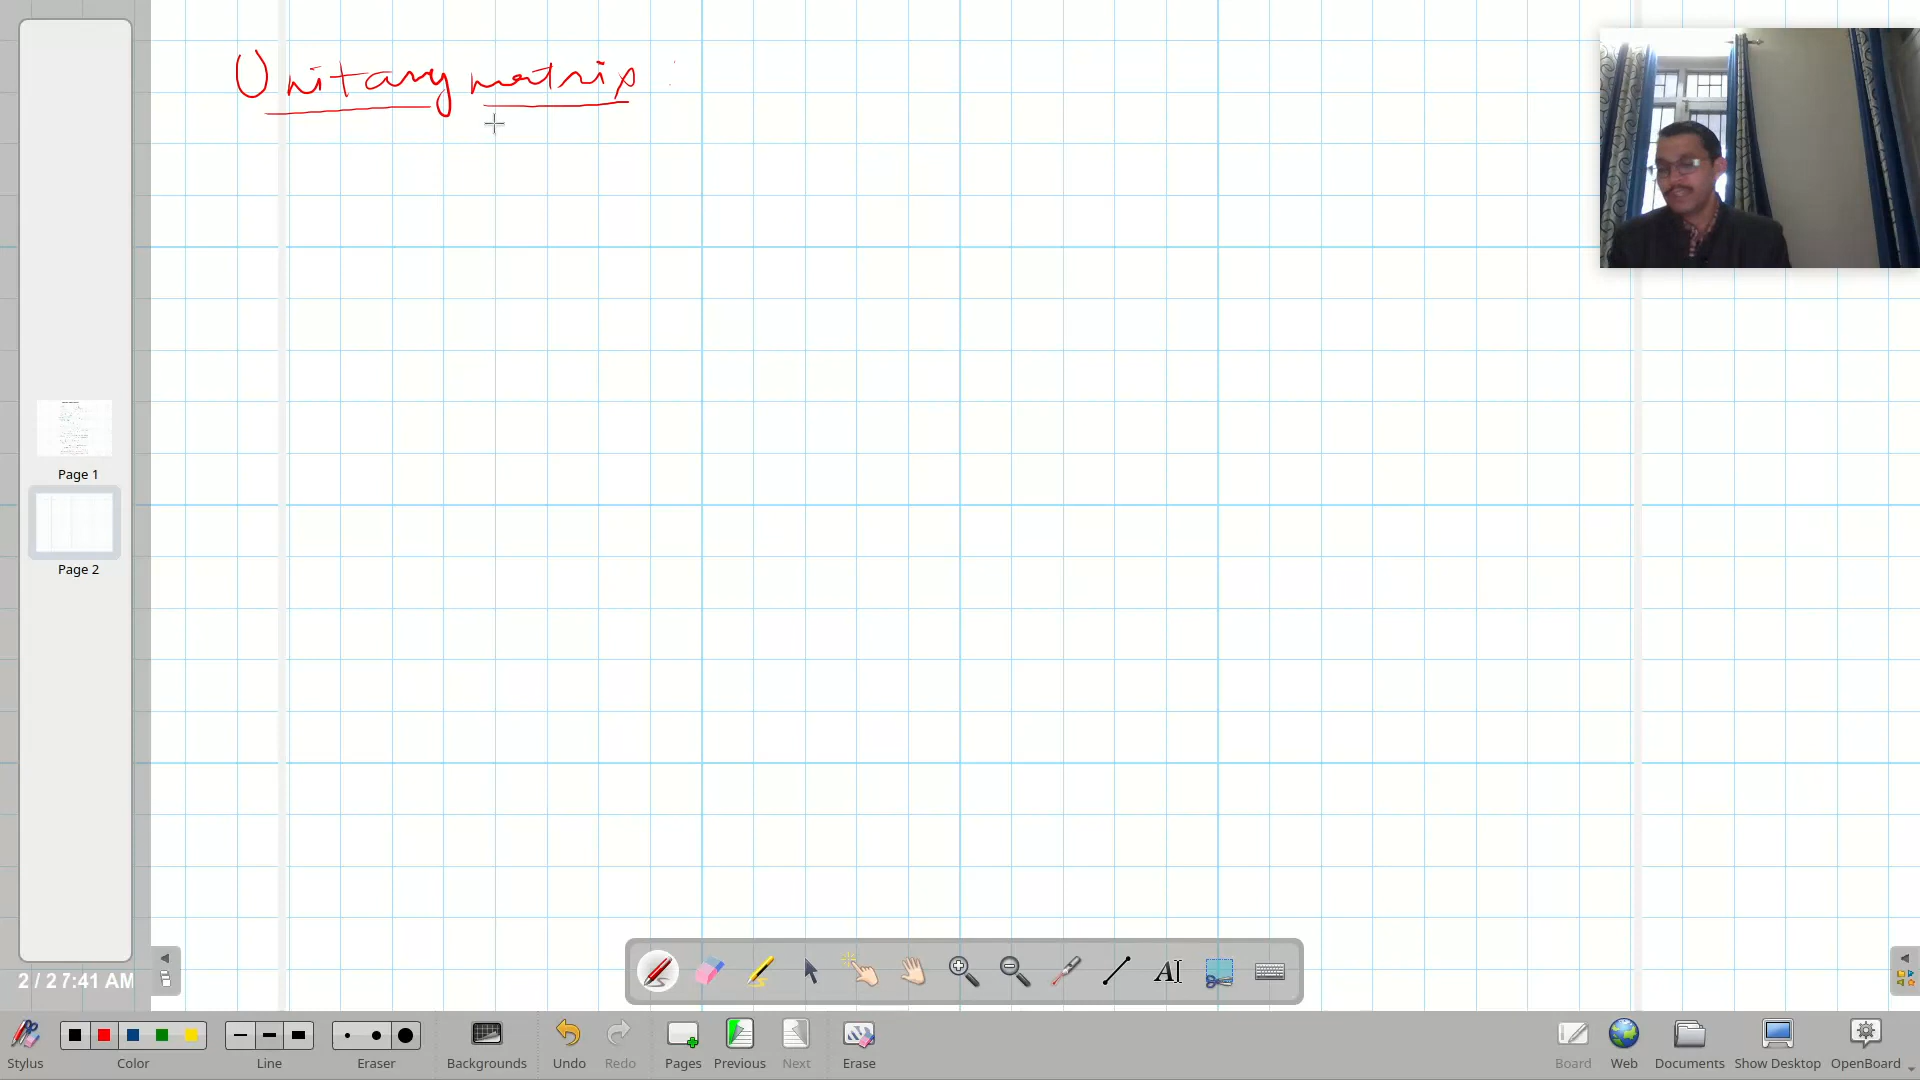 Unitary matrix :
Page 1
Page 2
2 / 2 7:41 AM
Stylus Color Line Eraser Backgrounds Undo Redo Pages Previous Next Erase Board Web Documents Show Desktop OpenBoard